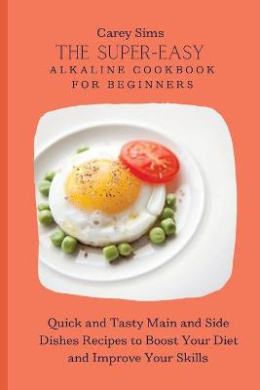 Carey Sims
THE SUPER-EASY
ALKALINE COOKBOOK
FOR BEGINNERS
Quick and Tasty Main and Side
Dishes Recipes to Boost Your Diet
and Improve Your Skills